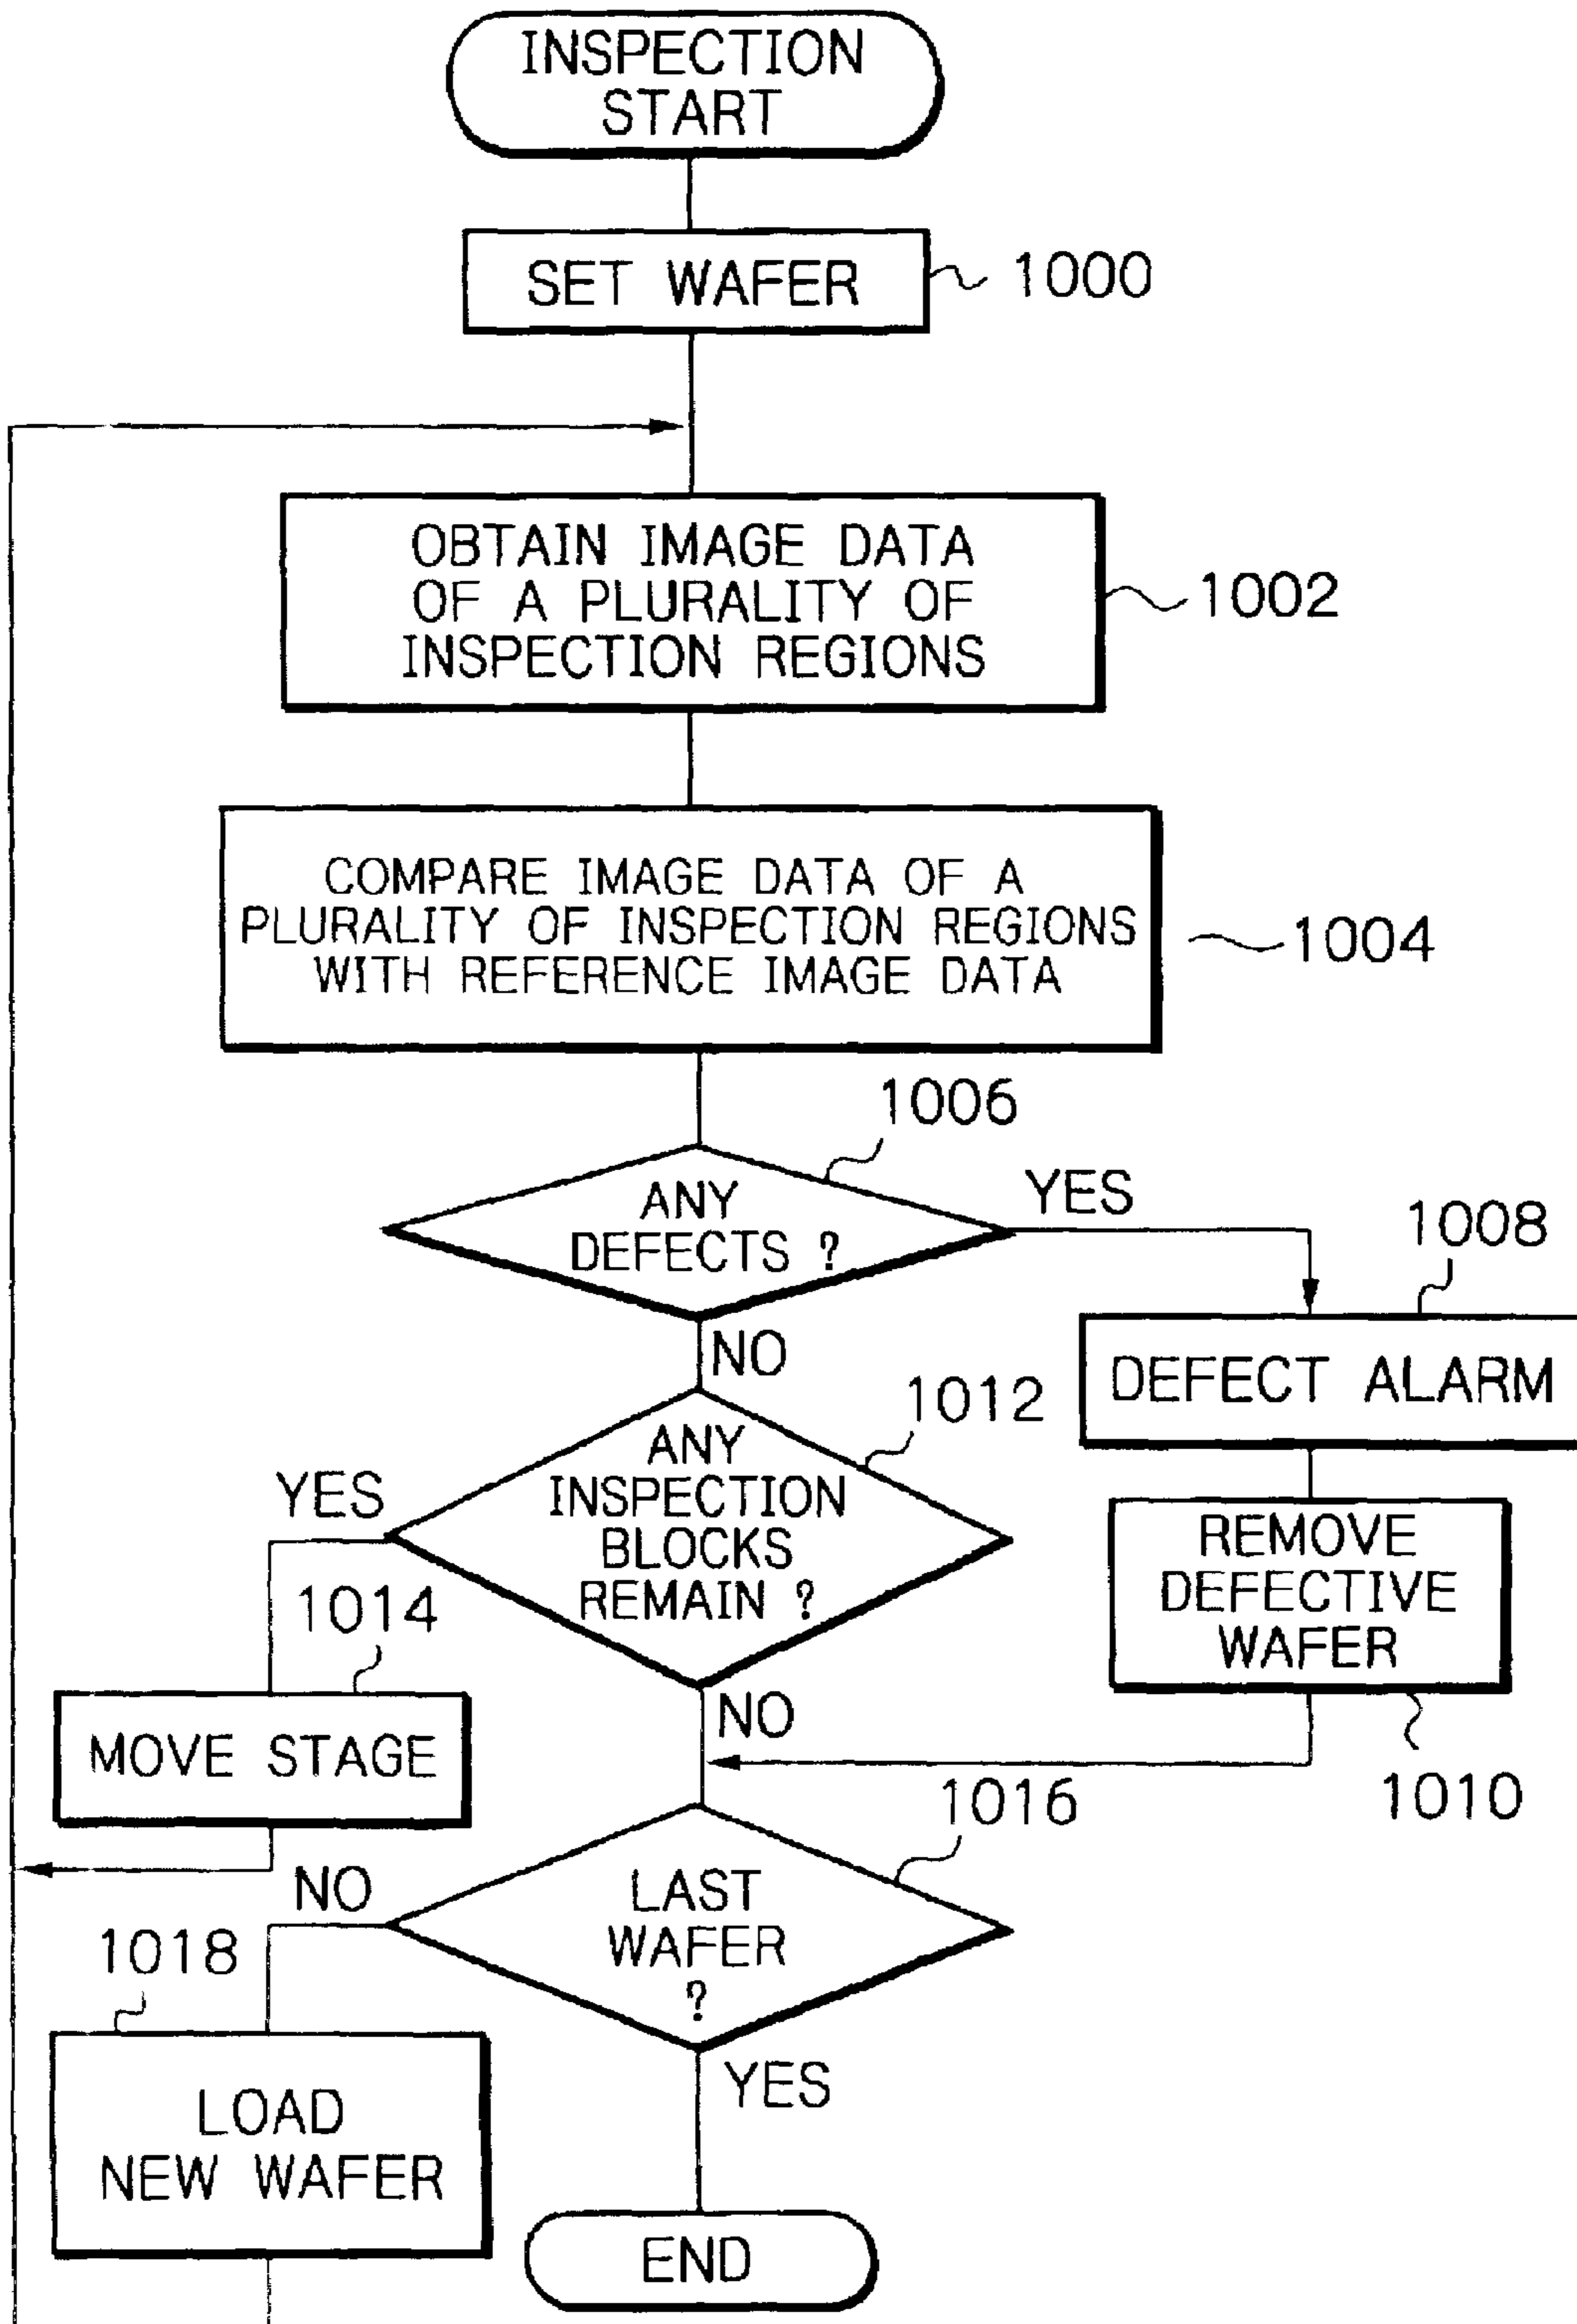 INSPECTION
START
SET WAFER
1000
OBTAIN IMAGE DATA
OF A PLURALITY OF
INSPECTION REGIONS
1002
COMPARE IMAGE DATA OF A
PLURALITY OF INSPECTION REGIONS
WITH REFERENCE IMAGE DATA
1004
1006
ANY
DEFECTS ?
YES
NO
1008
DEFECT ALARM
1012
ANY
INSPECTION
BLOCKS
REMAIN ?
YES
NO
REMOVE
DEFECTIVE
WAFER
1010
1014
MOVE STAGE
1016
LAST
WAFER
?
NO
YES
1018
LOAD
NEW WAFER
END